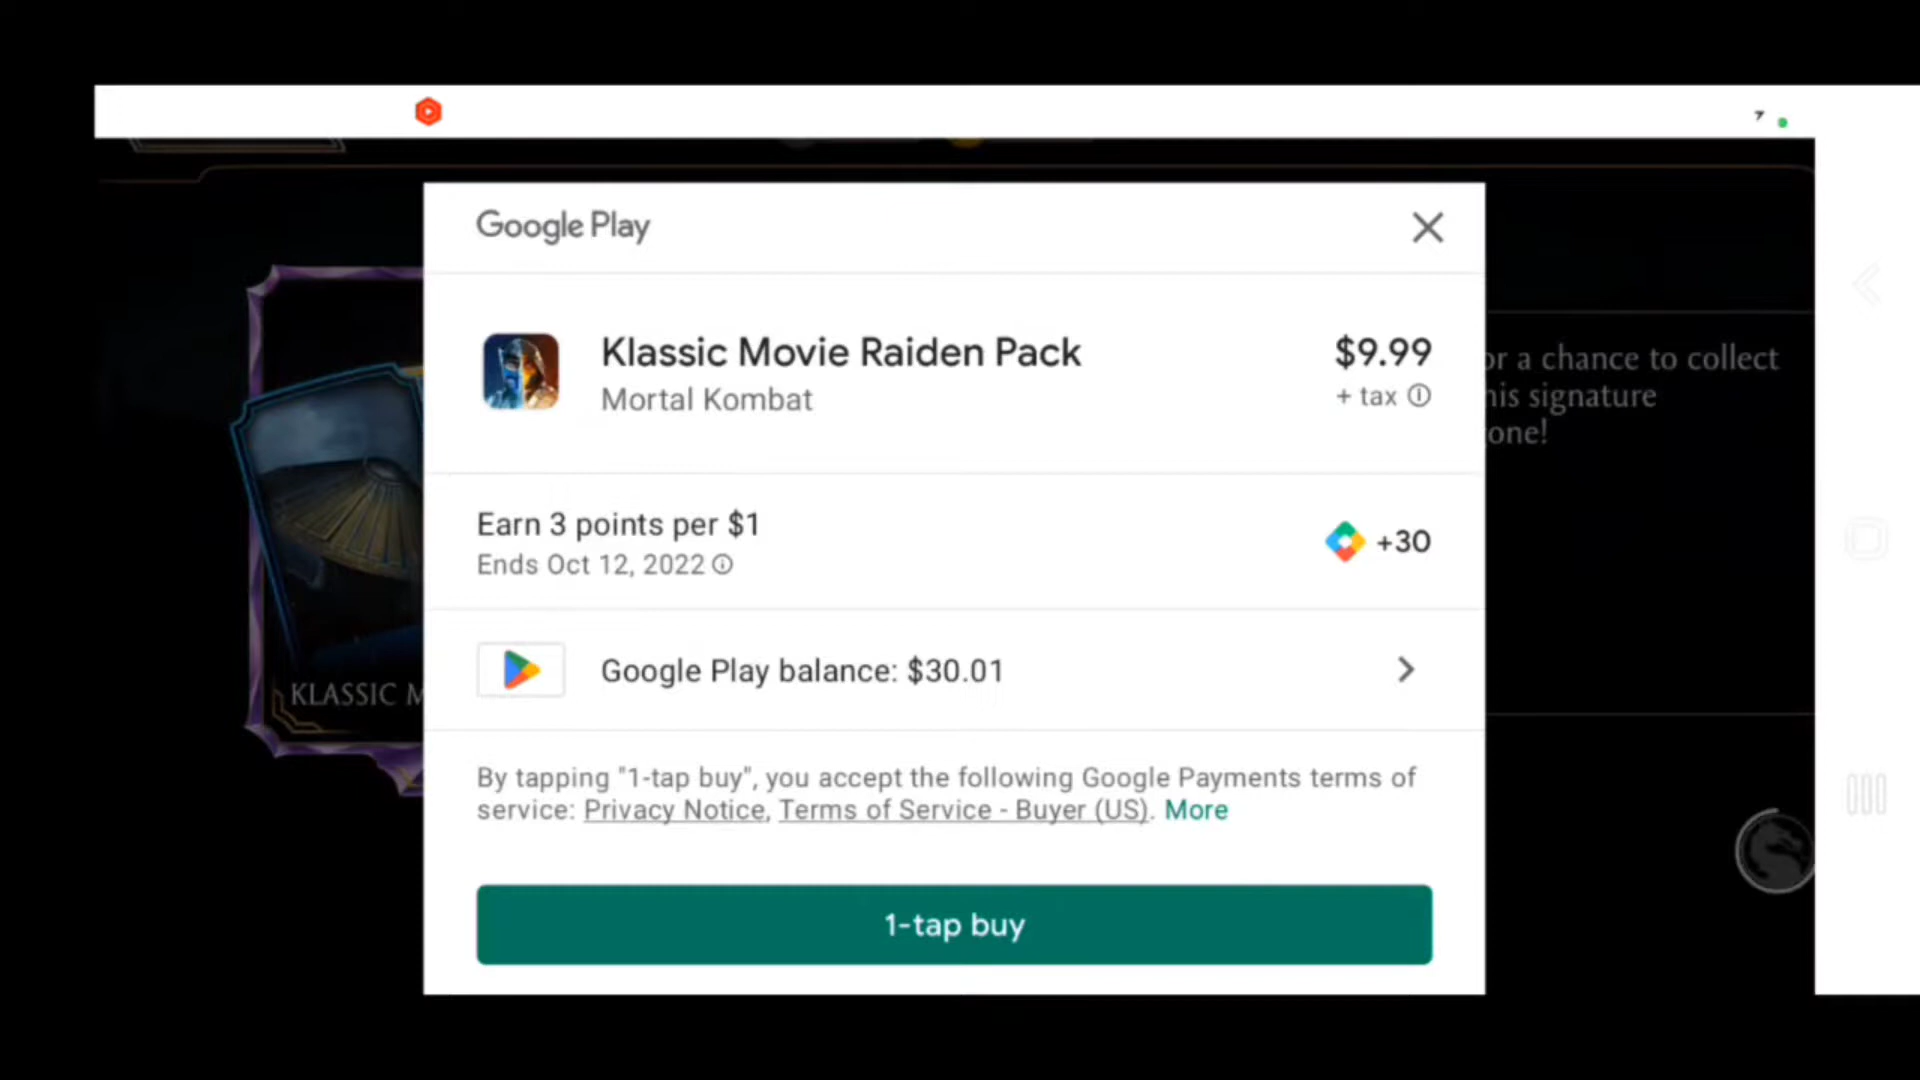 Google Play
Klassic Movie Raiden Pack
$9.99
Mortal Kombat
+ tax
or a chance to collect
his signature
one!
Earn 3 points per $1
Ends Oct 12, 2022
+30
Google Play balance: $30.01
KLASSIC M
By tapping "1-tap buy", you accept the following Google Payments terms of
service: Privacy Notice, Terms of Service - Buyer (US). More
1-tap buy